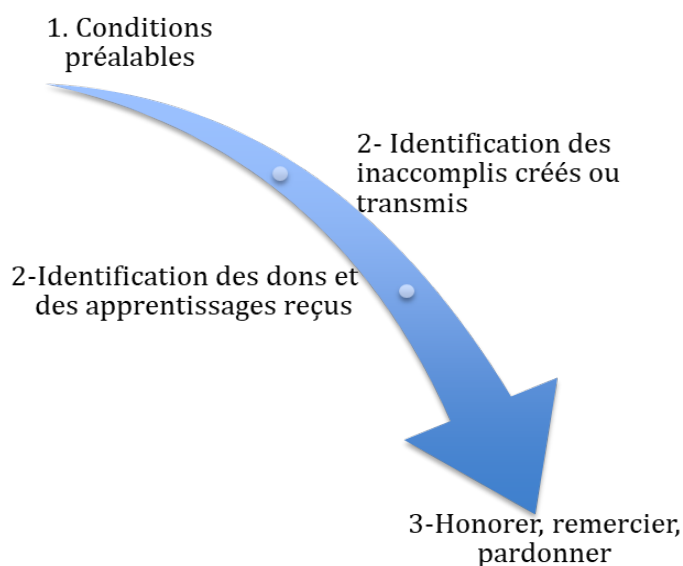 1. Conditions
préalables
2- Identification des
inaccomplis créés ou
transmis
2-Identification des dons et
des apprentissages reçus
3-Honorer, remercier,
pardonner